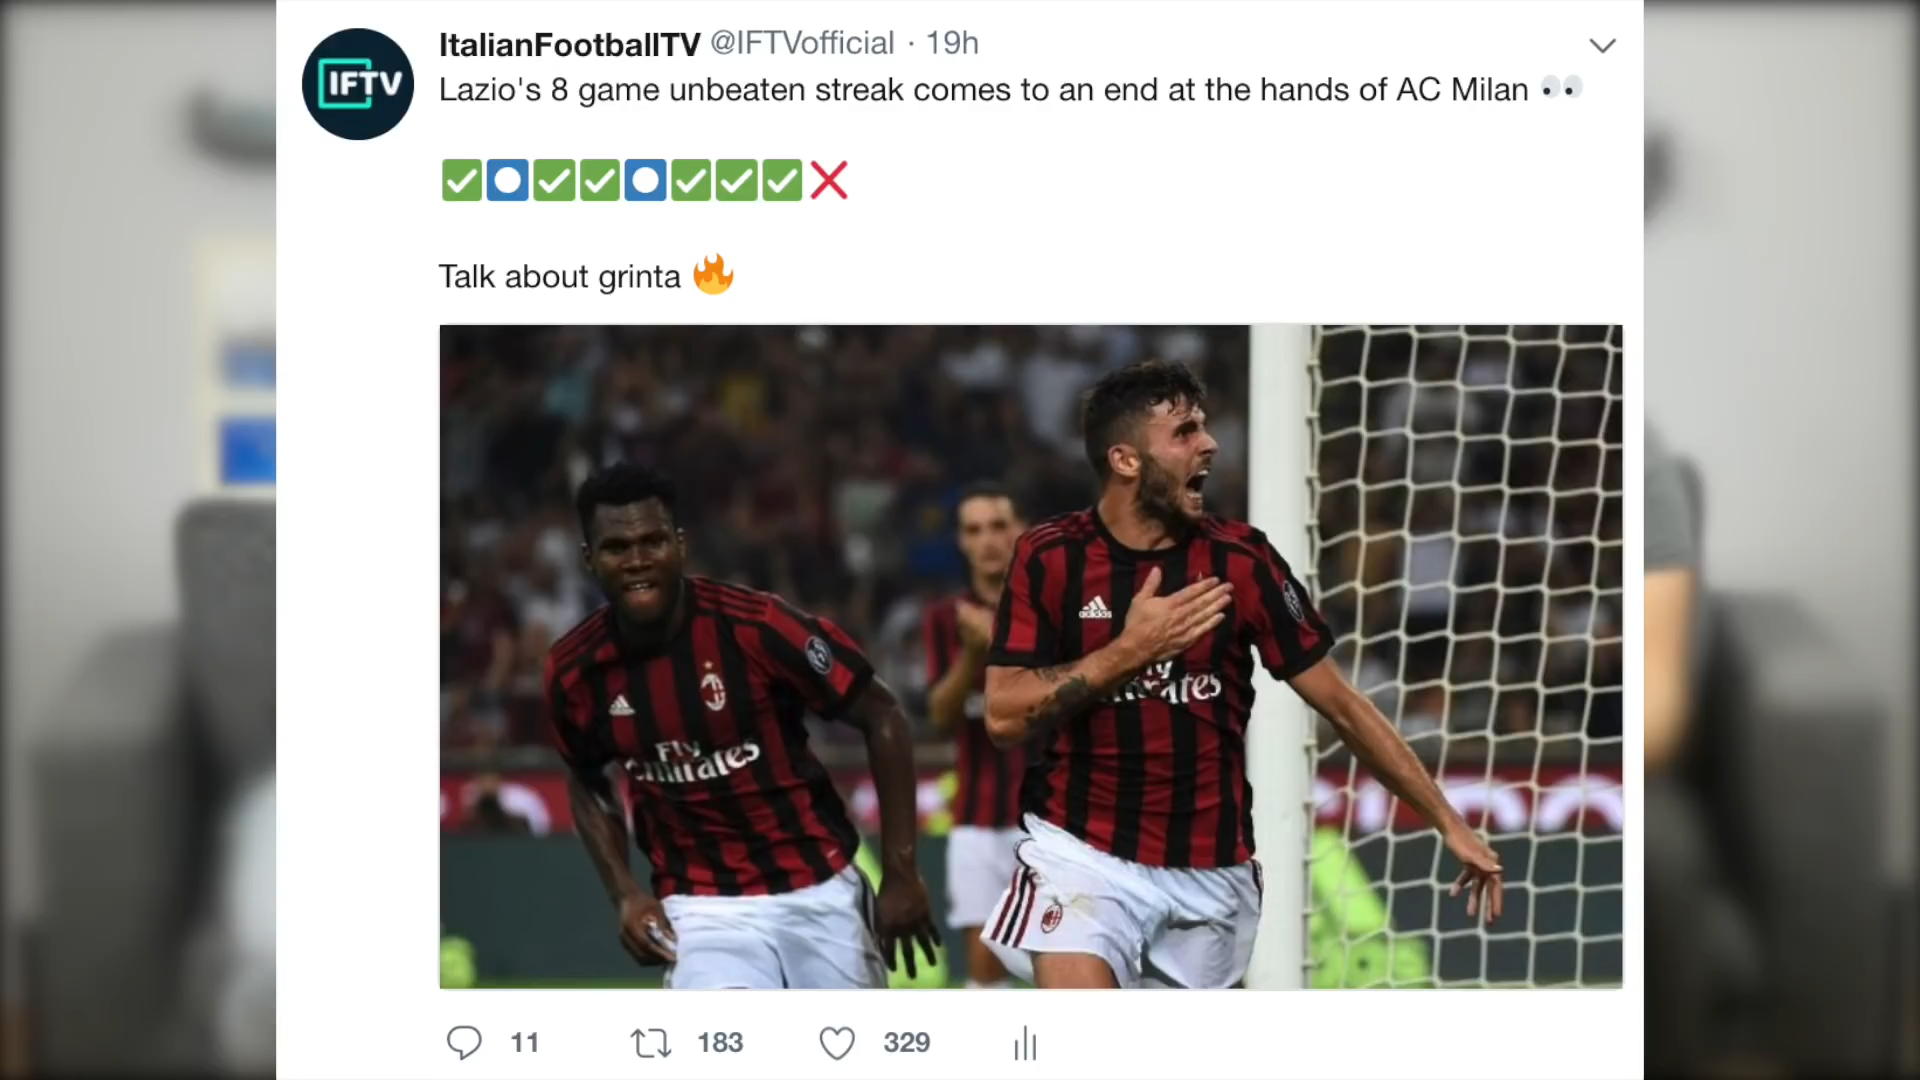 IFTV
ItalianFootballTV @IFTVofficial · 19h
Lazio's 8 game unbeaten streak comes to an end at the hands of AC Milan 👀
✅⏺✅✅⏺✅✅✅❌
Talk about grinta 🔥
adidas
Fly
Emirates
11 183 329